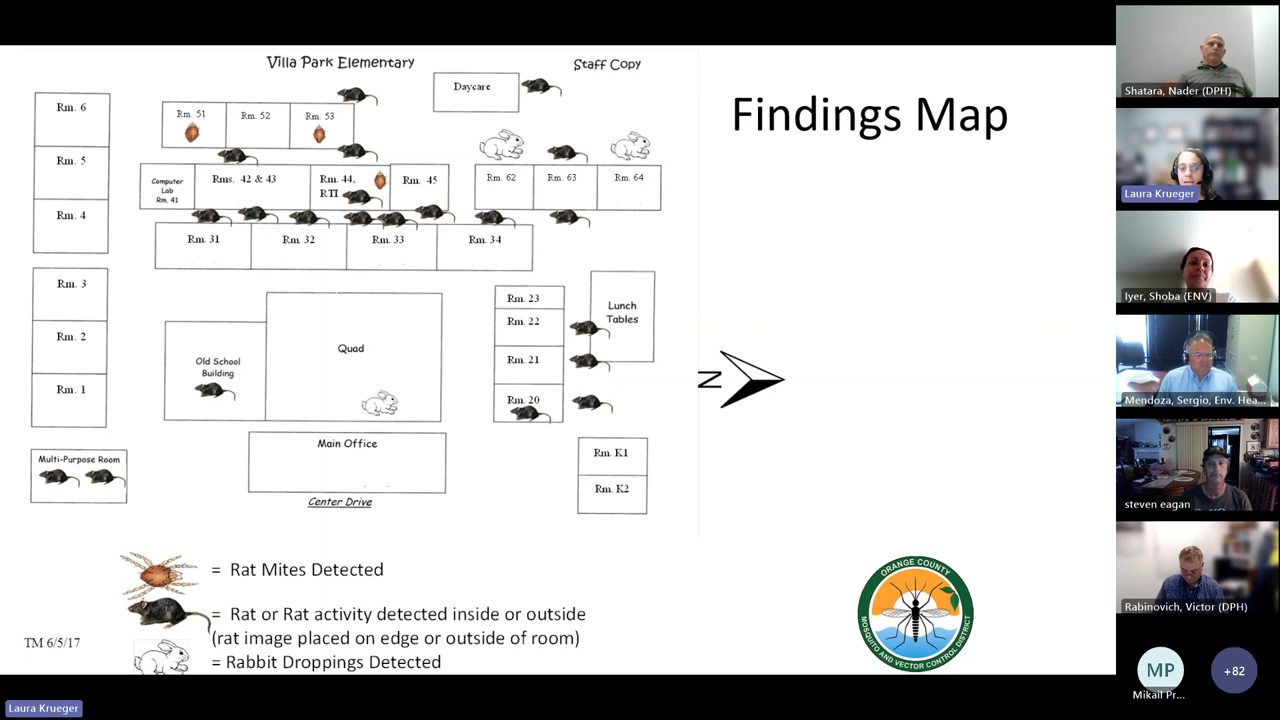 Villa Park Elementary
Staff Copy
Findings Map
Daycare
Rm. 6
Rm. 5
Rm. 4
Rm. 3
Rm. 2
Rm. 1
Rm. 51
Rm. 52
Rm. 53
Computer
Lab
Rm. 41
Rms. 42 & 43
Rm. 44,
RTI
Rm. 45
Rm. 62
Rm. 63
Rm. 64
Rm. 31
Rm. 32
Rm. 33
Rm. 34
Old School
Building
Quad
Rm. 23
Rm. 22
Rm. 21
Rm. 20
Lunch
Tables
N
Multi-Purpose Room
Main Office
Center Drive
Rm. K1
Rm. K2
= Rat Mites Detected
= Rat or Rat activity detected inside or outside
(rat image placed on edge or outside of room)
= Rabbit Droppings Detected
TM 6/5/17
ORANGE COUNTY
MOSQUITO AND VECTOR CONTROL DISTRICT
Shatara, Nader (DPH)
Laura Krueger
Iyer, Shoba (ENV)
Mendoza, Sergio, Env. Hea...
steven eagan
Rabinovich, Victor (DPH)
MP
Mikail Pr...
+82
Laura Krueger